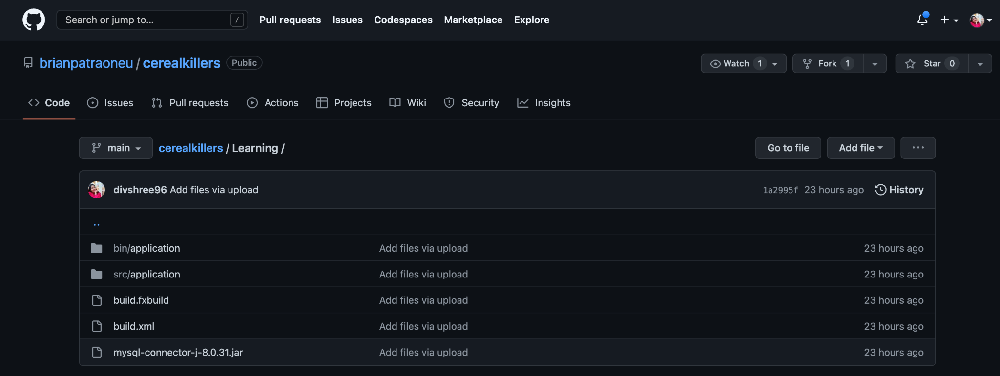 Search or jump to... / Pull requests Issues Codespaces Marketplace Explore
brianpatraoneu / cerealkillers Public Watch 1 Fork 1 Star 0
Code Issues Pull requests Actions Projects Wiki Security Insights
main cerealkillers / Learning / Go to file Add file ...
divshree96 Add files via upload 1a2995f 23 hours ago History
..
bin/application Add files via upload 23 hours ago
src/application Add files via upload 23 hours ago
build.fxbuild Add files via upload 23 hours ago
build.xml Add files via upload 23 hours ago
mysql-connector-j-8.0.31.jar Add files via upload 23 hours ago